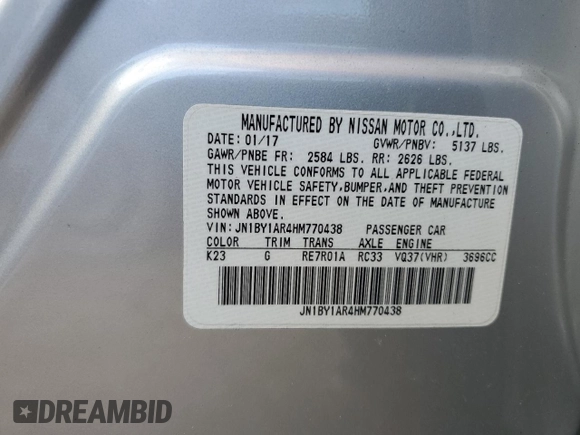 MANUFACTURED BY NISSAN MOTOR CO.,LTD.
DATE: 01/17 GVWR/PNBV: 5137 LBS.
GAWR/PNBE FR: 2584 LBS. RR: 2626 LBS.
THIS VEHICLE CONFORMS TO ALL APPLICABLE FEDERAL
MOTOR VEHICLE SAFETY,BUMPER,AND THEFT PREVENTION
STANDARDS IN EFFECT ON THE DATE OF MANUFACTURE
SHOWN ABOVE.
VIN: JN1BY1AR4HM770438 PASSENGER CAR
COLOR TRIM TRANS AXLE ENGINE
K23 G RE7R01A RC33 VQ37(VHR) 3696CC
JN1BY1AR4HM770438
DREAMBID